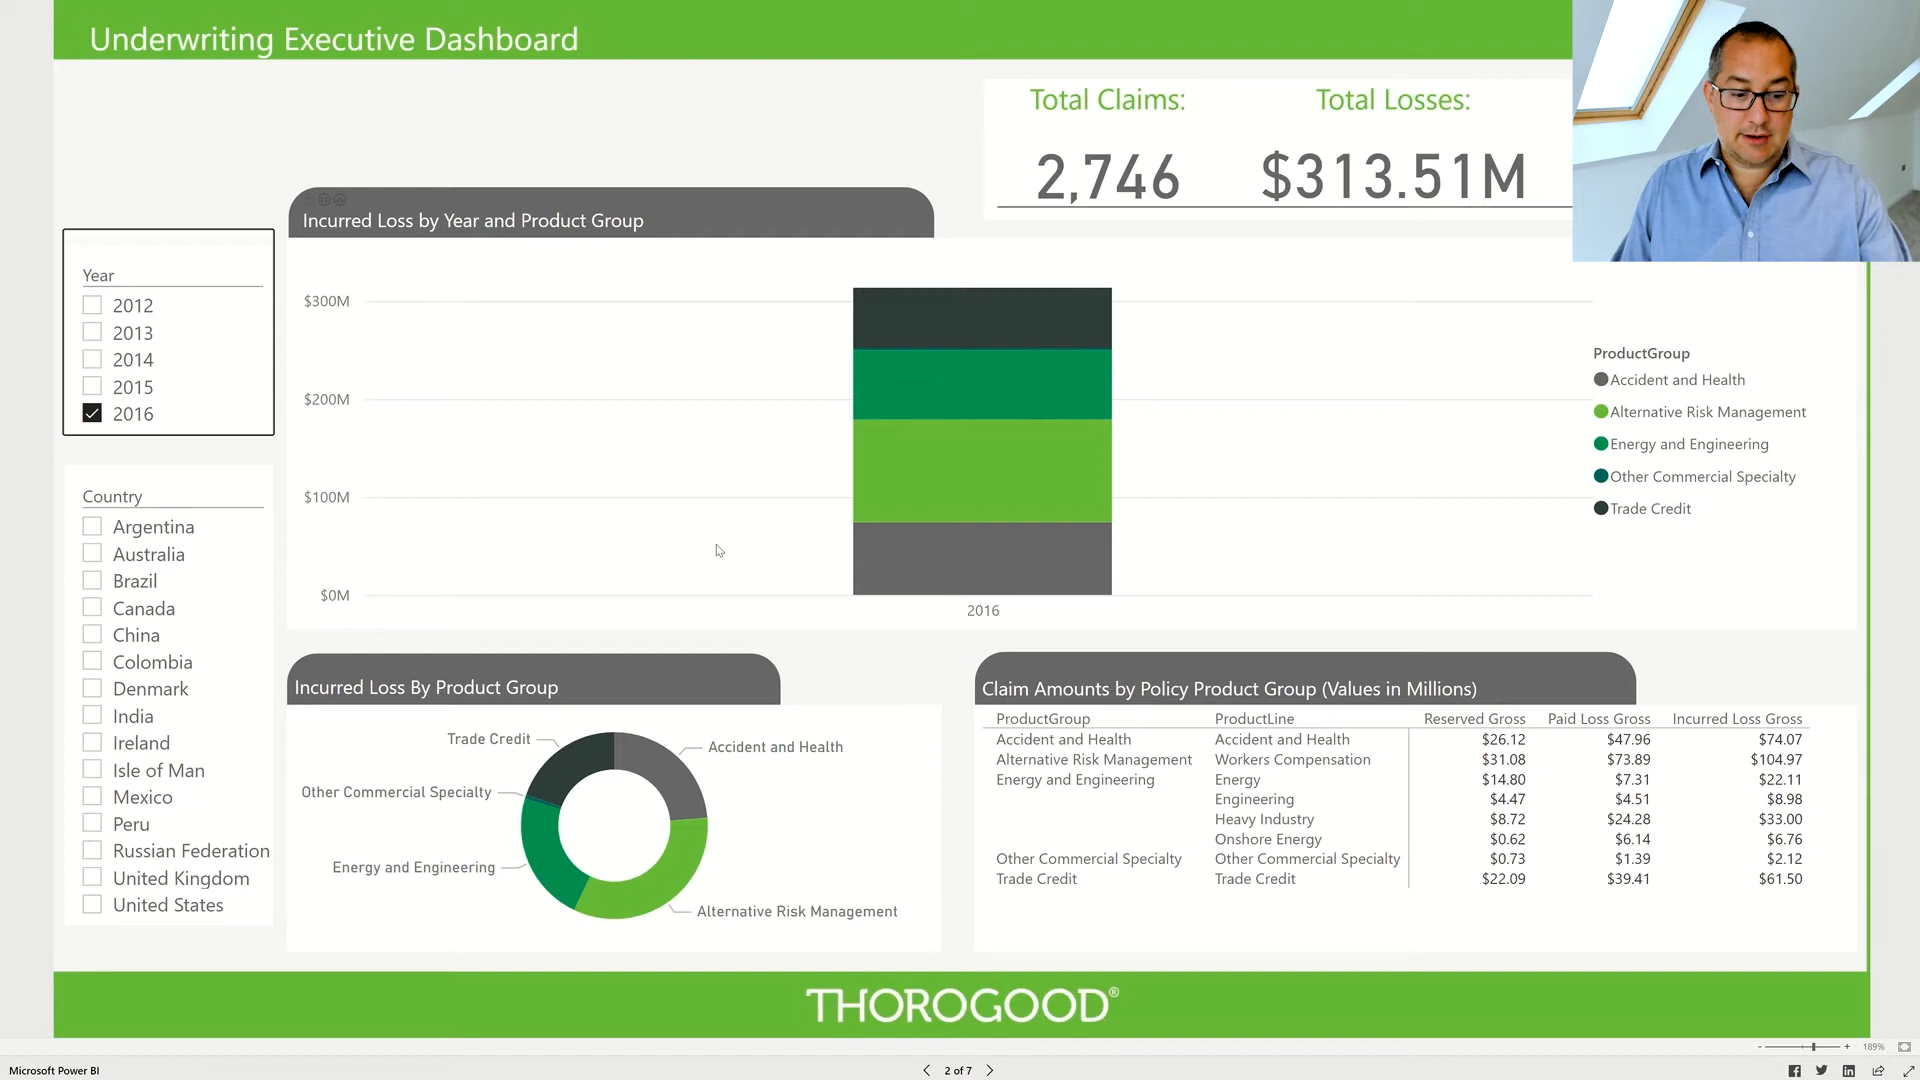 Underwriting Executive Dashboard
Total Claims:
Total Losses:
2,746
$313.51M
Incurred Loss by Year and Product Group
Year
2012
2013
2014
2015
2016
Country
Argentina
Australia
Brazil
Canada
China
Colombia
Denmark
India
Ireland
Isle of Man
Mexico
Peru
Russian Federation
United Kingdom
United States
$300M
$200M
$100M
$0M
2016
ProductGroup
Accident and Health
Alternative Risk Management
Energy and Engineering
Other Commercial Specialty
Trade Credit
Incurred Loss By Product Group
Trade Credit
Accident and Health
Other Commercial Specialty
Energy and Engineering
Alternative Risk Management
Claim Amounts by Policy Product Group (Values in Millions)
ProductGroup ProductLine Reserved Gross Paid Loss Gross Incurred Loss Gross
Accident and Health Accident and Health $26.12 $47.96 $74.07
Alternative Risk Management Workers Compensation $31.08 $73.89 $104.97
Energy and Engineering Energy $14.80 $7.31 $22.11
Engineering $4.47 $4.51 $8.98
Heavy Industry $8.72 $24.28 $33.00
Onshore Energy $0.62 $6.14 $6.76
Other Commercial Specialty Other Commercial Specialty $0.73 $1.39 $2.12
Trade Credit Trade Credit $22.09 $39.41 $61.50
THOROGOOD®
- + 189%
Microsoft Power BI
2 of 7